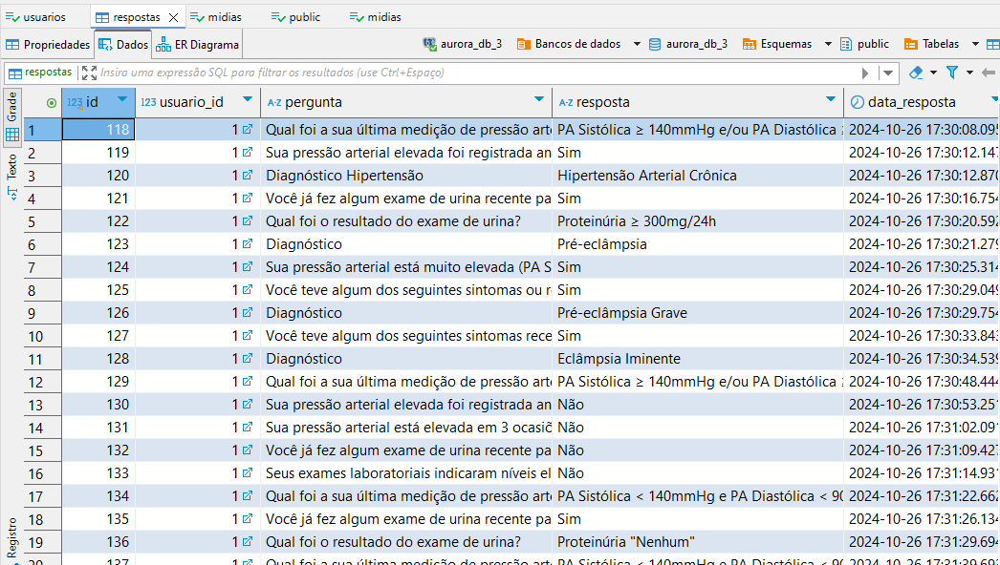 usuarios respostas midias public midias
Propriedades Dados ER Diagrama aurora_db_3 Bancos de dados aurora_db_3 Esquemas public Tabelas
respostas Insira uma expressão SQL para filtrar os resultados (use Ctrl+Espaço)
Grade
Texto
Registro
123 id 123 usuario_id A-Z pergunta A-Z resposta data_resposta
1 118 1 Qual foi a sua última medição de pressão arte PA Sistólica ≥ 140mmHg e/ou PA Diastólica ≥ 2024-10-26 17:30:08.095
2 119 1 Sua pressão arterial elevada foi registrada an Sim 2024-10-26 17:30:12.147
3 120 1 Diagnóstico Hipertensão Hipertensão Arterial Crônica 2024-10-26 17:30:12.870
4 121 1 Você já fez algum exame de urina recente pa Sim 2024-10-26 17:30:16.754
5 122 1 Qual foi o resultado do exame de urina? Proteinúria ≥ 300mg/24h 2024-10-26 17:30:20.592
6 123 1 Diagnóstico Pré-eclâmpsia 2024-10-26 17:30:21.279
7 124 1 Sua pressão arterial está muito elevada (PA S Sim 2024-10-26 17:30:25.314
8 125 1 Você teve algum dos seguintes sintomas ou r Sim 2024-10-26 17:30:29.049
9 126 1 Diagnóstico Pré-eclâmpsia Grave 2024-10-26 17:30:29.754
10 127 1 Você teve algum dos seguintes sintomas rece Sim 2024-10-26 17:30:33.843
11 128 1 Diagnóstico Eclâmpsia Iminente 2024-10-26 17:30:34.539
12 129 1 Qual foi a sua última medição de pressão arte PA Sistólica ≥ 140mmHg e/ou PA Diastólica ≥ 2024-10-26 17:30:48.444
13 130 1 Sua pressão arterial elevada foi registrada an Não 2024-10-26 17:30:53.251
14 131 1 Sua pressão arterial está elevada em 3 ocasiõ Não 2024-10-26 17:31:02.091
15 132 1 Você já fez algum exame de urina recente pa Não 2024-10-26 17:31:09.427
16 133 1 Seus exames laboratoriais indicaram níveis el Não 2024-10-26 17:31:14.931
17 134 1 Qual foi a sua última medição de pressão arte PA Sistólica < 140mmHg e PA Diastólica < 90 2024-10-26 17:31:22.662
18 135 1 Você já fez algum exame de urina recente pa Sim 2024-10-26 17:31:26.134
19 136 1 Qual foi o resultado do exame de urina? Proteinúria "Nenhum" 2024-10-26 17:31:29.694
20 137 1 Qual foi a sua última medição de pressão arte PA Sistólica < 140mmHg e PA Diastólica < 90 2024-10-26 17:31:39.693